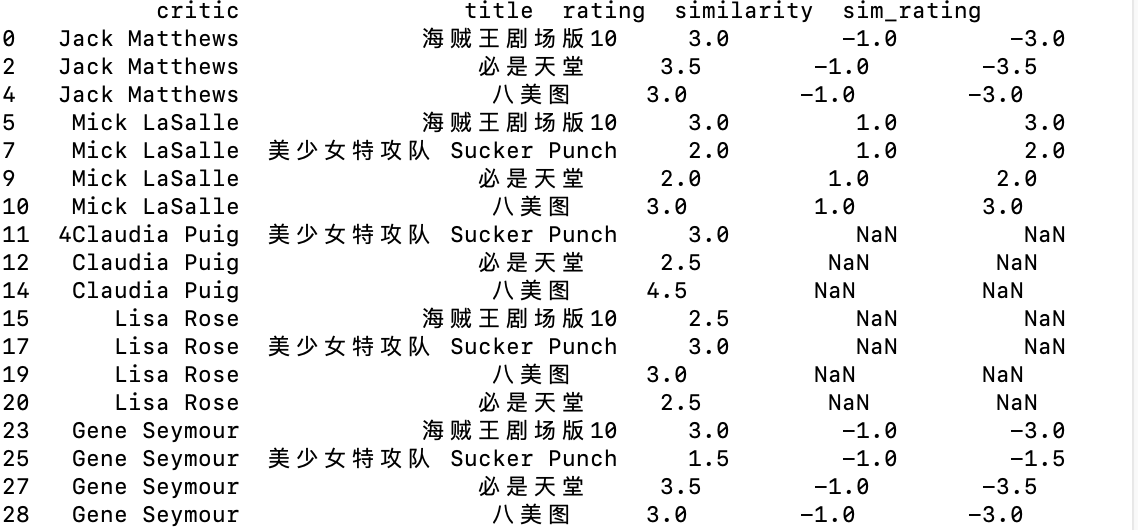 critic title rating similarity sim_rating
0 Jack Matthews 海贼王剧场版10 3.0 -1.0 -3.0
2 Jack Matthews 必是天堂 3.5 -1.0 -3.5
4 Jack Matthews 八美图 3.0 -1.0 -3.0
5 Mick LaSalle 海贼王剧场版10 3.0 1.0 3.0
7 Mick LaSalle 美少女特攻队 Sucker Punch 2.0 1.0 2.0
9 Mick LaSalle 必是天堂 2.0 1.0 2.0
10 Mick LaSalle 八美图 3.0 1.0 3.0
11 4Claudia Puig 美少女特攻队 Sucker Punch 3.0 NaN NaN
12 Claudia Puig 必是天堂 2.5 NaN NaN
14 Claudia Puig 八美图 4.5 NaN NaN
15 Lisa Rose 海贼王剧场版10 2.5 NaN NaN
17 Lisa Rose 美少女特攻队 Sucker Punch 3.0 NaN NaN
19 Lisa Rose 八美图 3.0 NaN NaN
20 Lisa Rose 必是天堂 2.5 NaN NaN
23 Gene Seymour 海贼王剧场版10 3.0 -1.0 -3.0
25 Gene Seymour 美少女特攻队 Sucker Punch 1.5 -1.0 -1.5
27 Gene Seymour 必是天堂 3.5 -1.0 -3.5
28 Gene Seymour 八美图 3.0 -1.0 -3.0